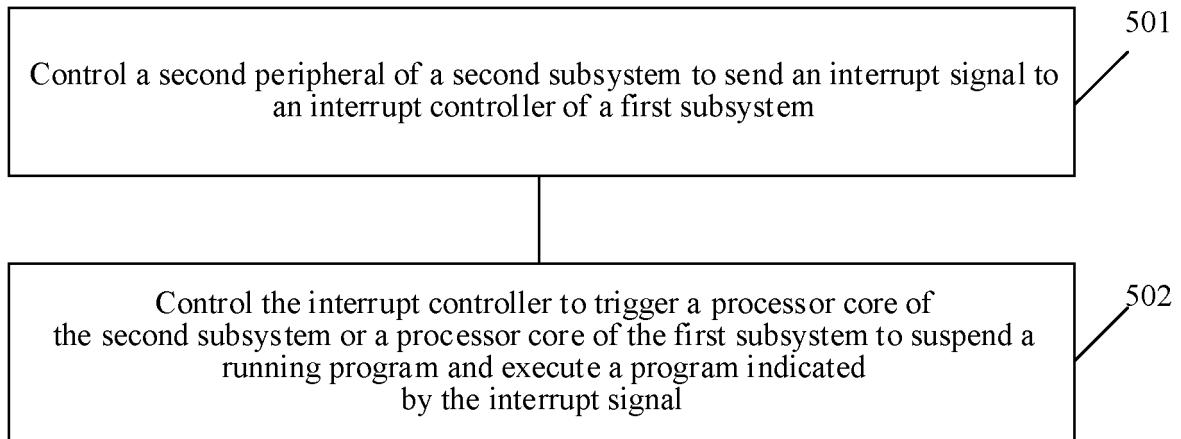 501
Control a second peripheral of a second subsystem to send an interrupt signal to
an interrupt controller of a first subsystem
502
Control the interrupt controller to trigger a processor core of
the second subsystem or a processor core of the first subsystem to suspend a
running program and execute a program indicated
by the interrupt signal